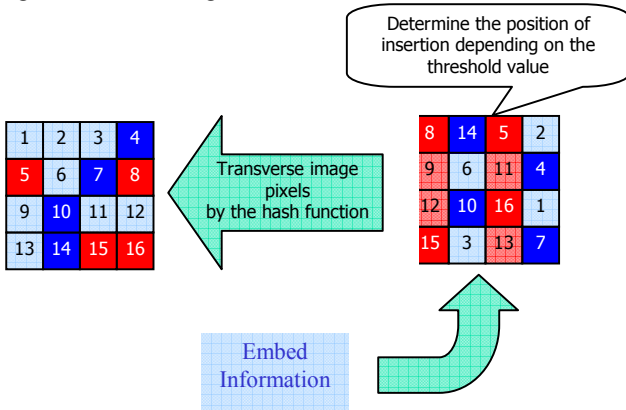 Determine the position of
insertion depending on the
threshold value
1 2 3 4
5 6 7 8
9 10 11 12
13 14 15 16
Transverse image
pixels
by the hash function
8 14 5 2
9 6 11 4
12 10 16 1
15 3 13 7
Embed
Information